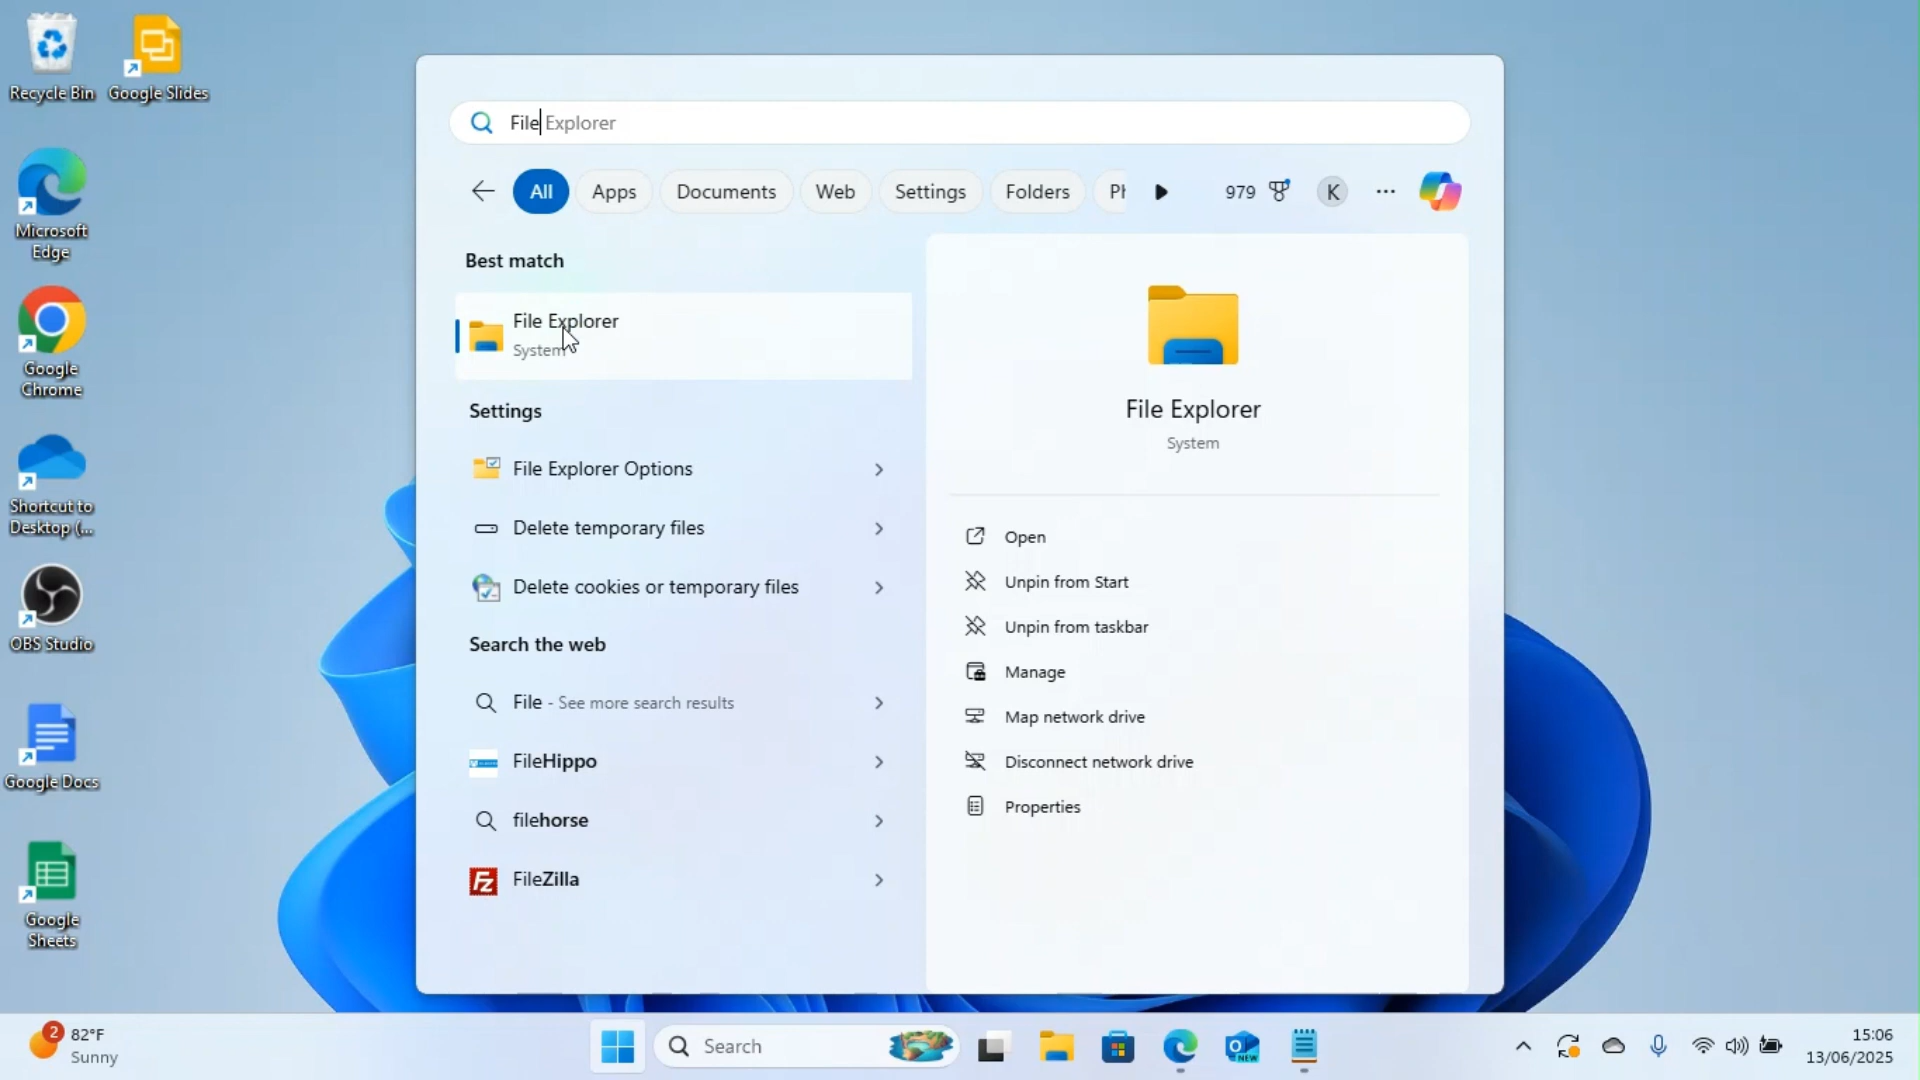 Recycle Bin
Google Slides
Microsoft
Edge
Google
Chrome
Shortcut to
Desktop (...
OBS Studio
Google Docs
Google
Sheets
File Explorer
All
Apps
Documents
Web
Settings
Folders
Ph
979
K
Best match
File Explorer
System
Settings
File Explorer Options
Delete temporary files
Delete cookies or temporary files
Search the web
File - See more search results
FileHippo
filehorse
FileZilla
File Explorer
System
Open
Unpin from Start
Unpin from taskbar
Manage
Map network drive
Disconnect network drive
Properties
2
82°F
Sunny
Search
NEW
15:06
13/06/2025